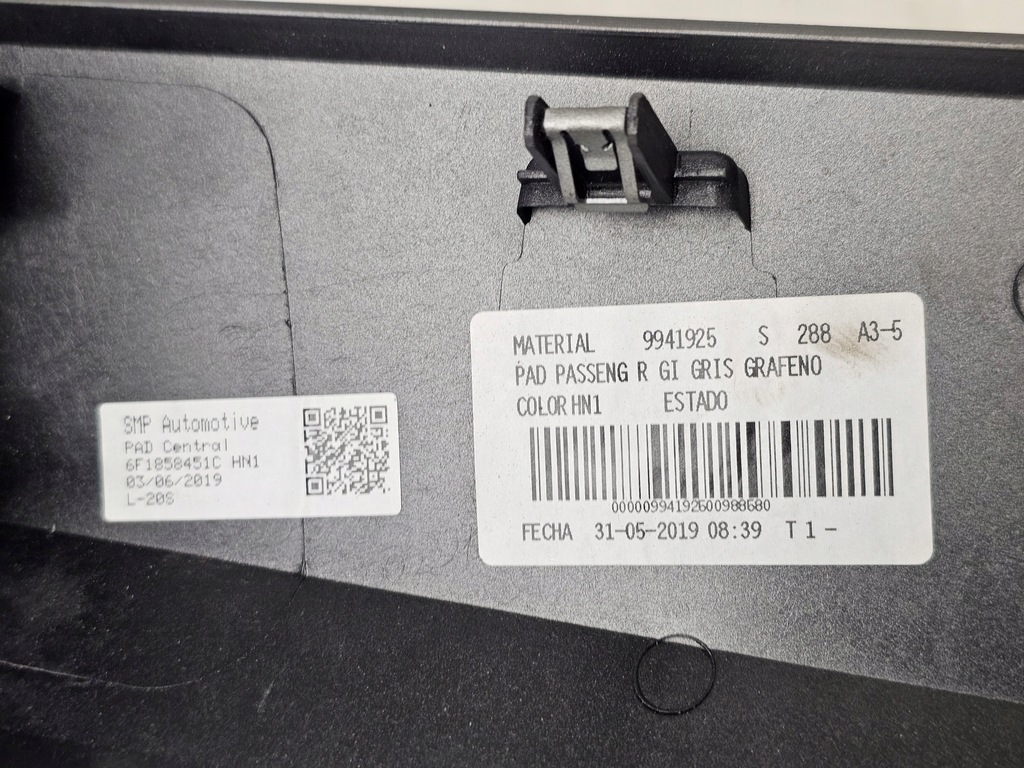 SMP Automotive
PAD Central
6F1858451C HN1
03/06/2019
L-20S
MATERIAL 9941925 S 288 A3-5
PAD PASSENG R GI GRIS GRAFENO
COLOR HN1 ESTADO
00000994192600988680
FECHA 31-05-2019 08:39 T 1 -